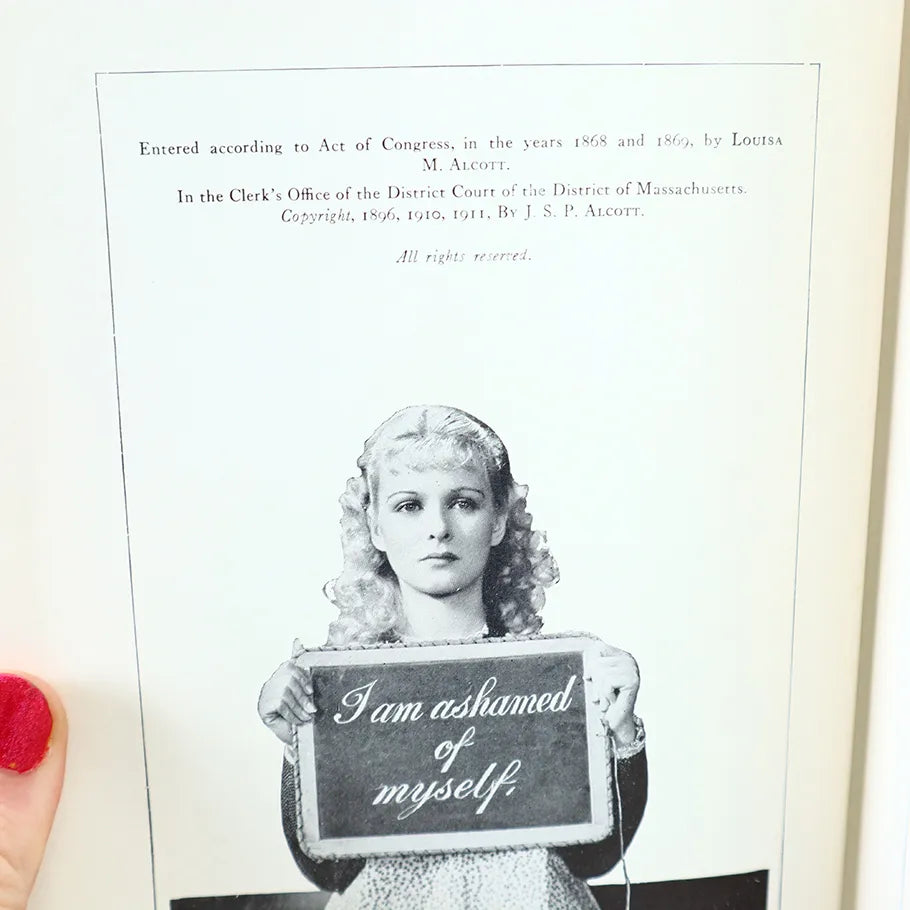 Entered according to Act of Congress, in the years 1868 and 1869, by LOUISA
M. ALCOTT.
In the Clerk's Office of the District Court of the District of Massachusetts.
Copyright, 1896, 1910, 1911, BY J. S. P. ALCOTT.
All rights reserved.
I am ashamed
of
myself.